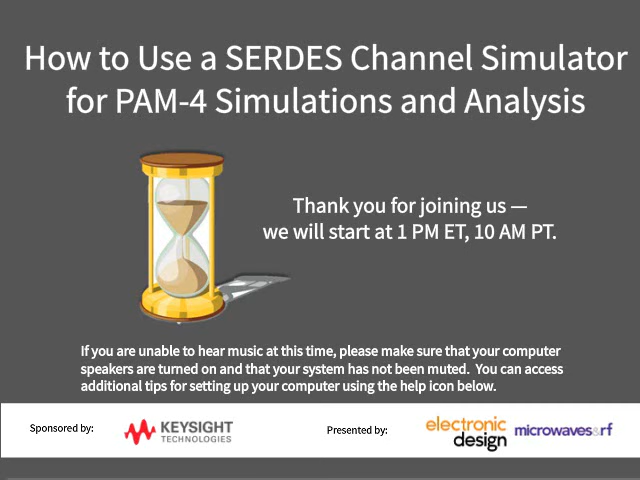 How to Use a SERDES Channel Simulator
for PAM-4 Simulations and Analysis
Thank you for joining us —
we will start at 1 PM ET, 10 AM PT.
If you are unable to hear music at this time, please make sure that your computer
speakers are turned on and that your system has not been muted.  You can access
additional tips for setting up your computer using the help icon below.
Sponsored by:
KEYSIGHT
TECHNOLOGIES
Presented by:
electronic
design
microwaves&rf